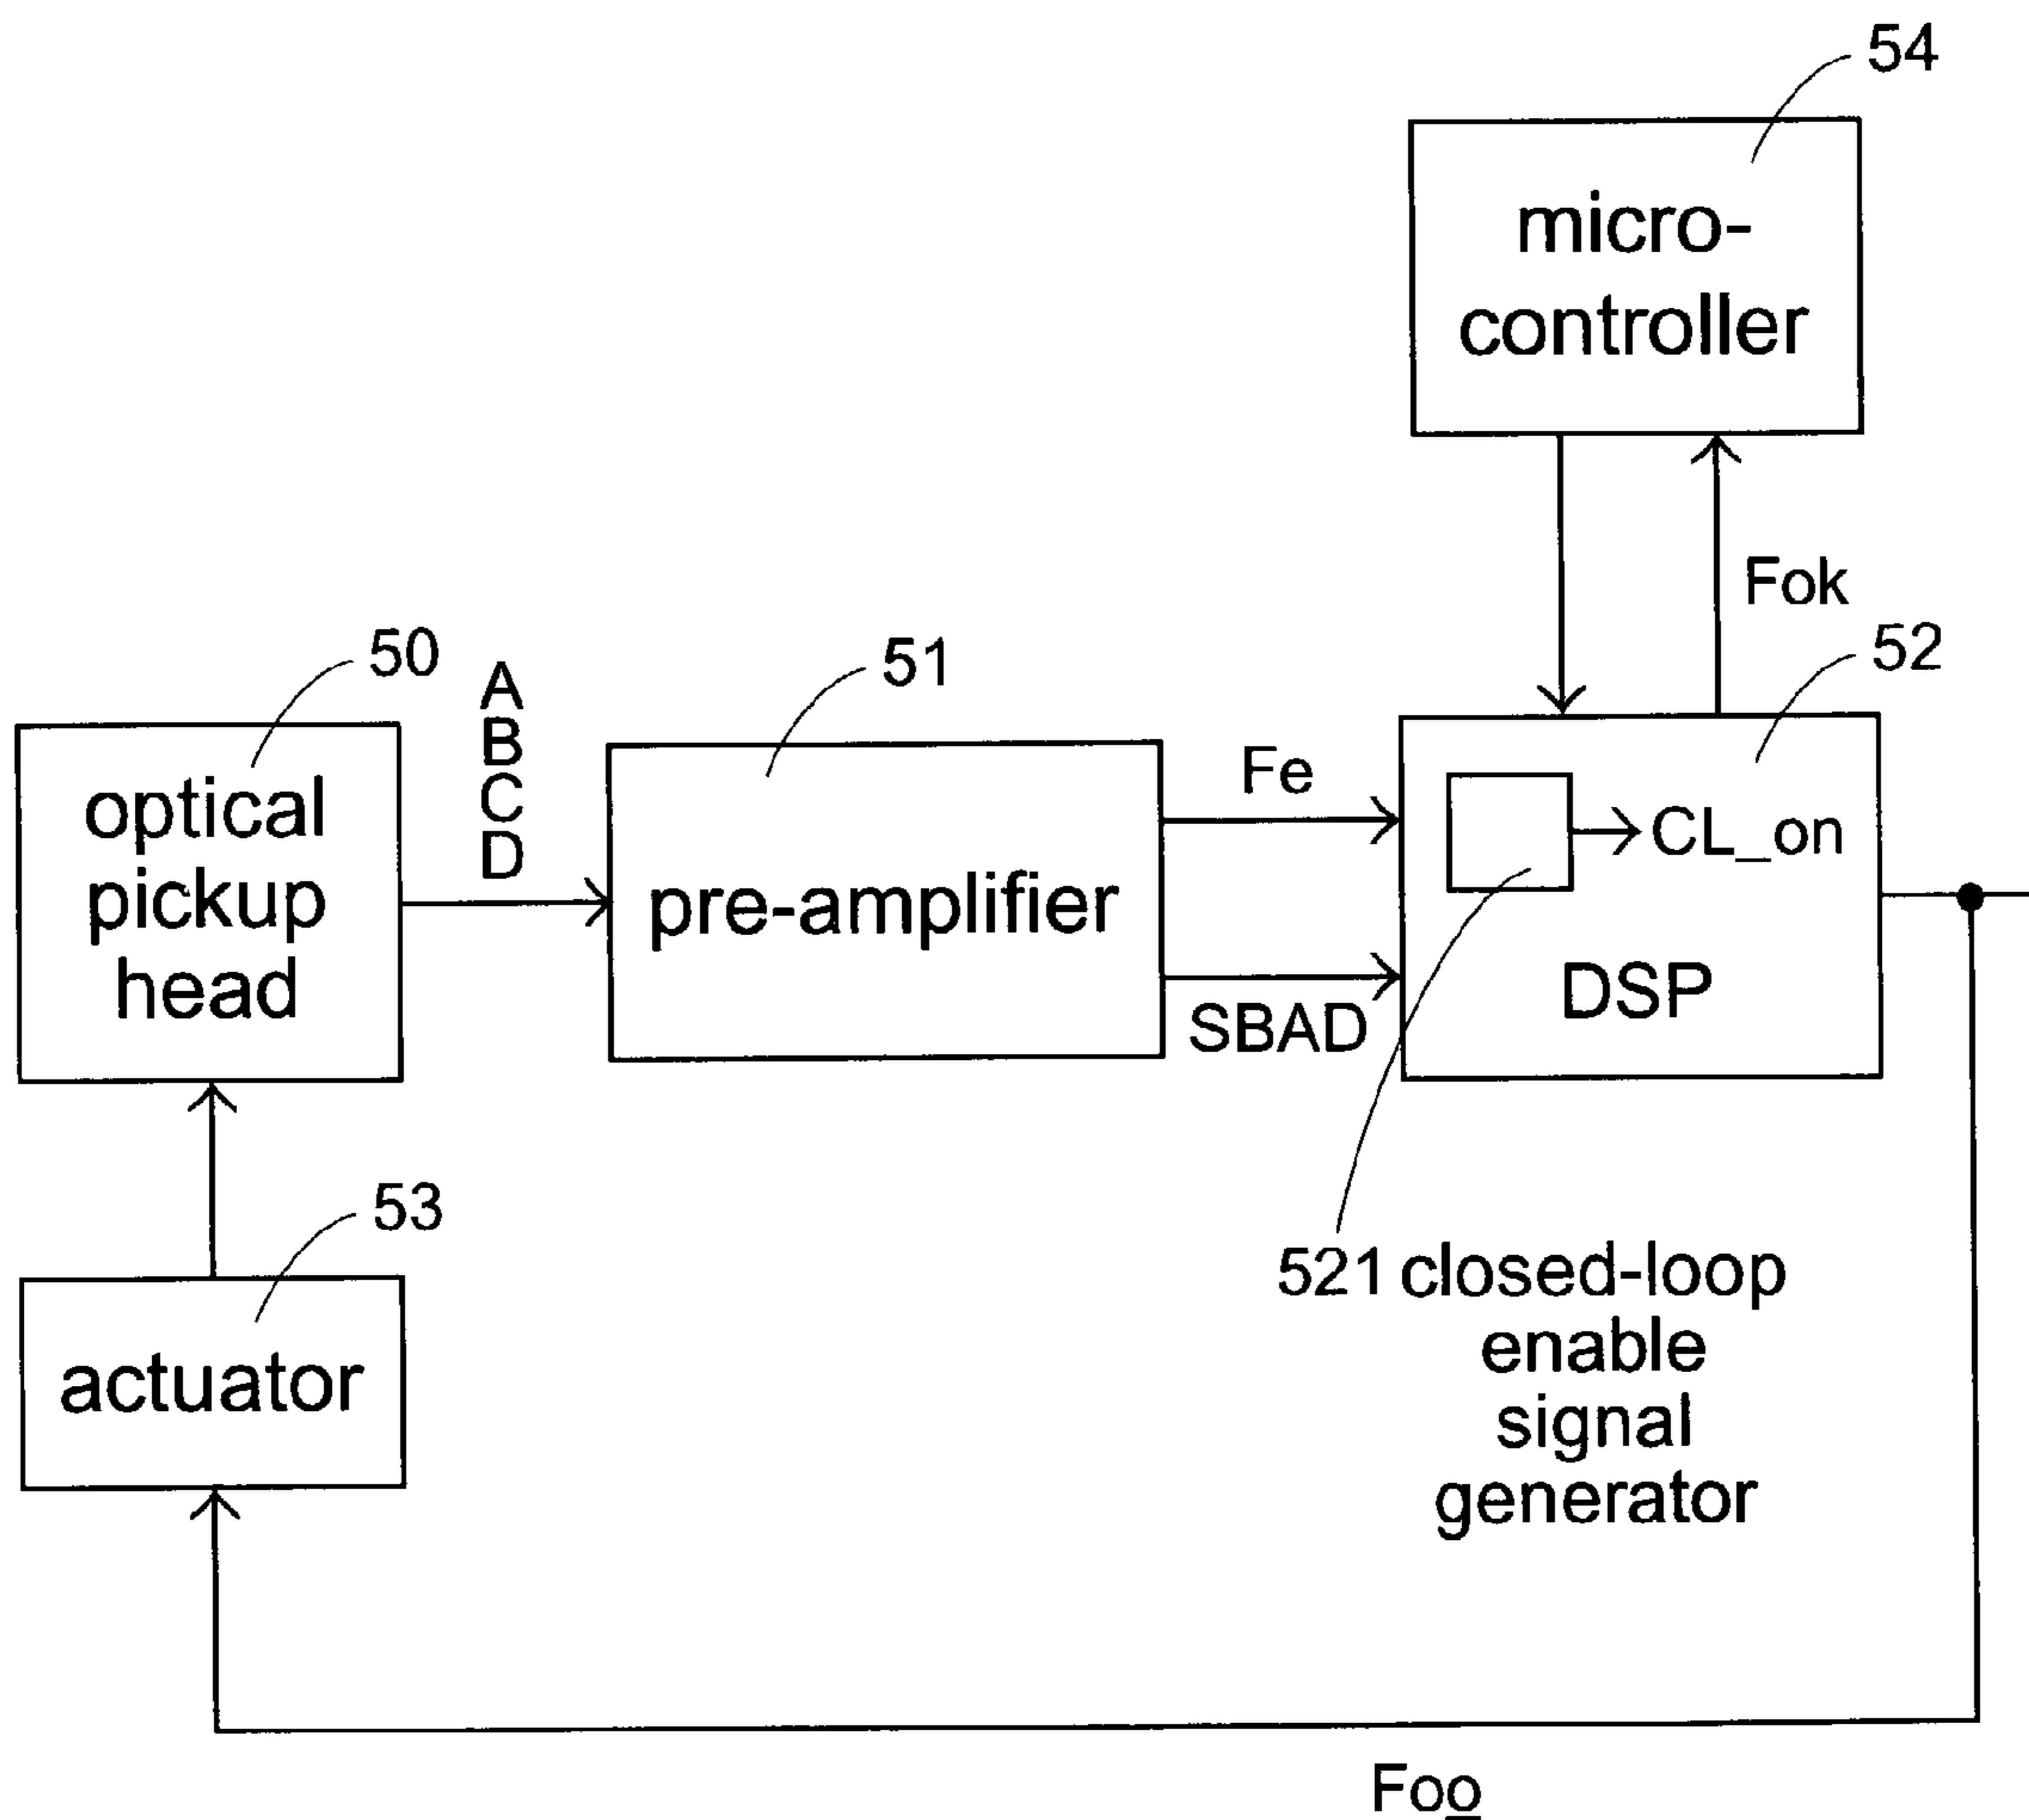 54
micro-
controller
Fok
52
50
A
B
C
D
51
optical
pickup
head
pre-amplifier
Fe
SBAD
CL_on
DSP
53
actuator
521 closed-loop
enable
signal
generator
Foo